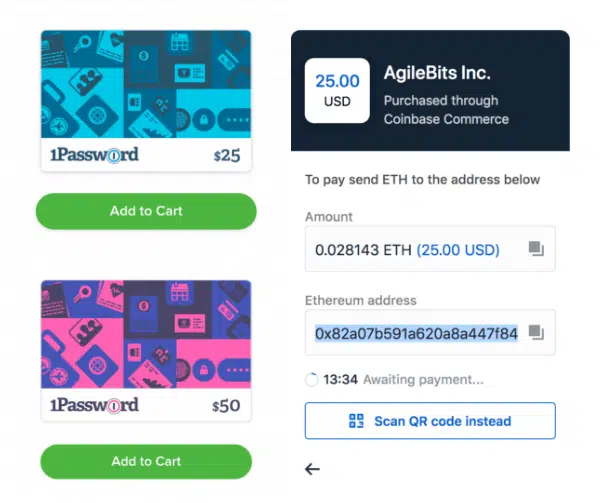 1Password
$25
Add to Cart
1Password
$50
Add to Cart
25.00
USD
AgileBits Inc.
Purchased through
Coinbase Commerce
To pay send ETH to the address below
Amount
0.028143 ETH (25.00 USD)
Ethereum address
0x82a07b591a620a8a447f84
13:34 Awaiting payment...
Scan QR code instead